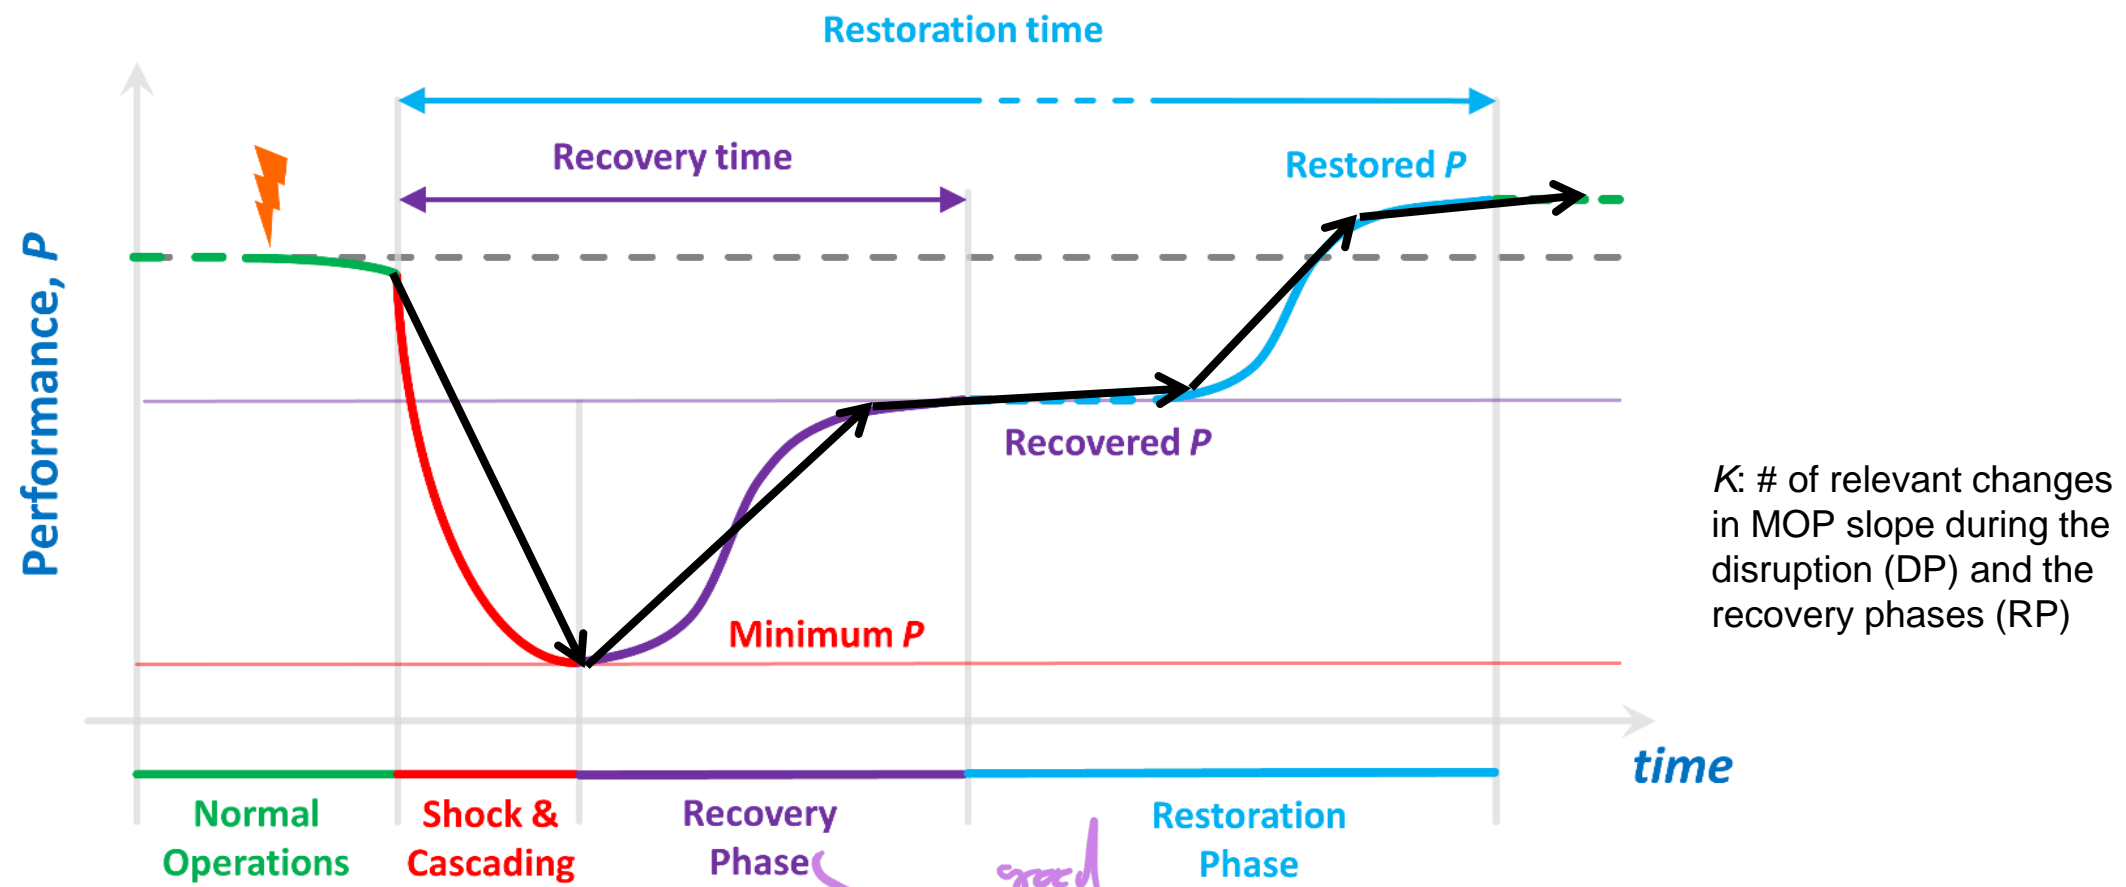 Restoration time
Recovery time
Restored P
Performance, P
Recovered P
Minimum P
K: # of relevant changes
in MOP slope during the
disruption (DP) and the
recovery phases (RP)
time
Normal
Operations
Shock &
Cascading
Recovery
Phase
Restoration
Phase